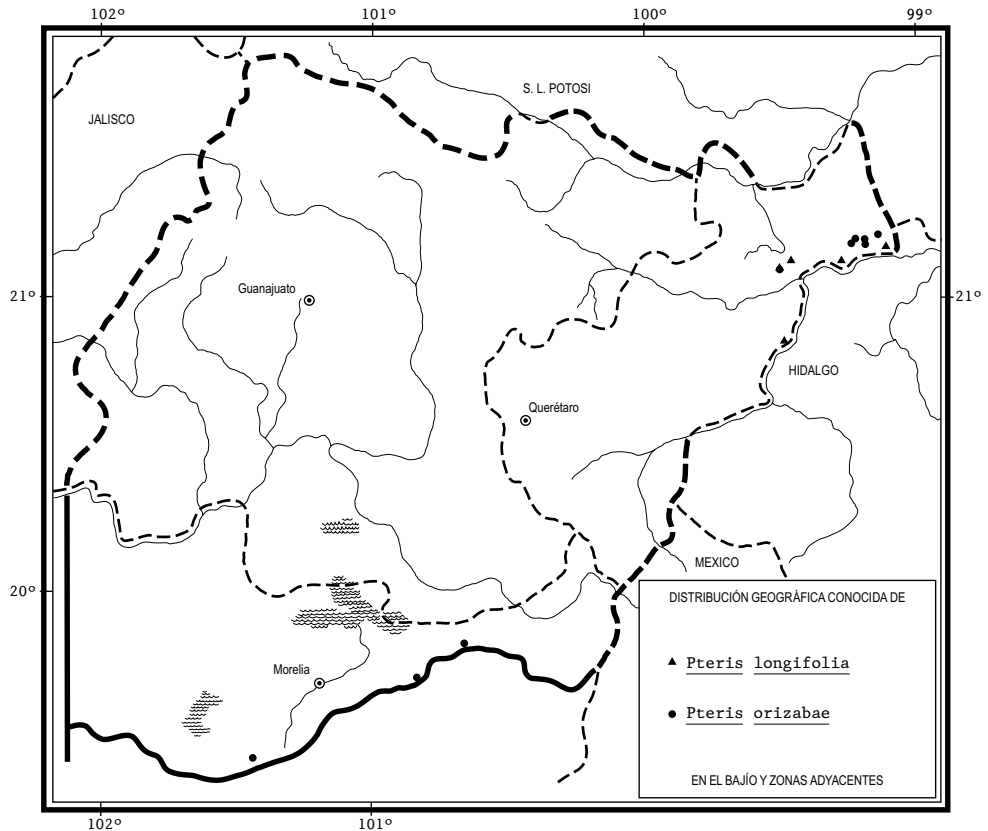 102º 101º 100º 99º
S. L. POTOSI
JALISCO
Guanajuato
21º 21º
HIDALGO
Querétaro
MEXICO
20º
DISTRIBUCIÓN GEOGRÁFICA CONOCIDA DE
Pteris longifolia
Morelia
Pteris orizabae
EN EL BAJÍO Y ZONAS ADYACENTES
102º 101º